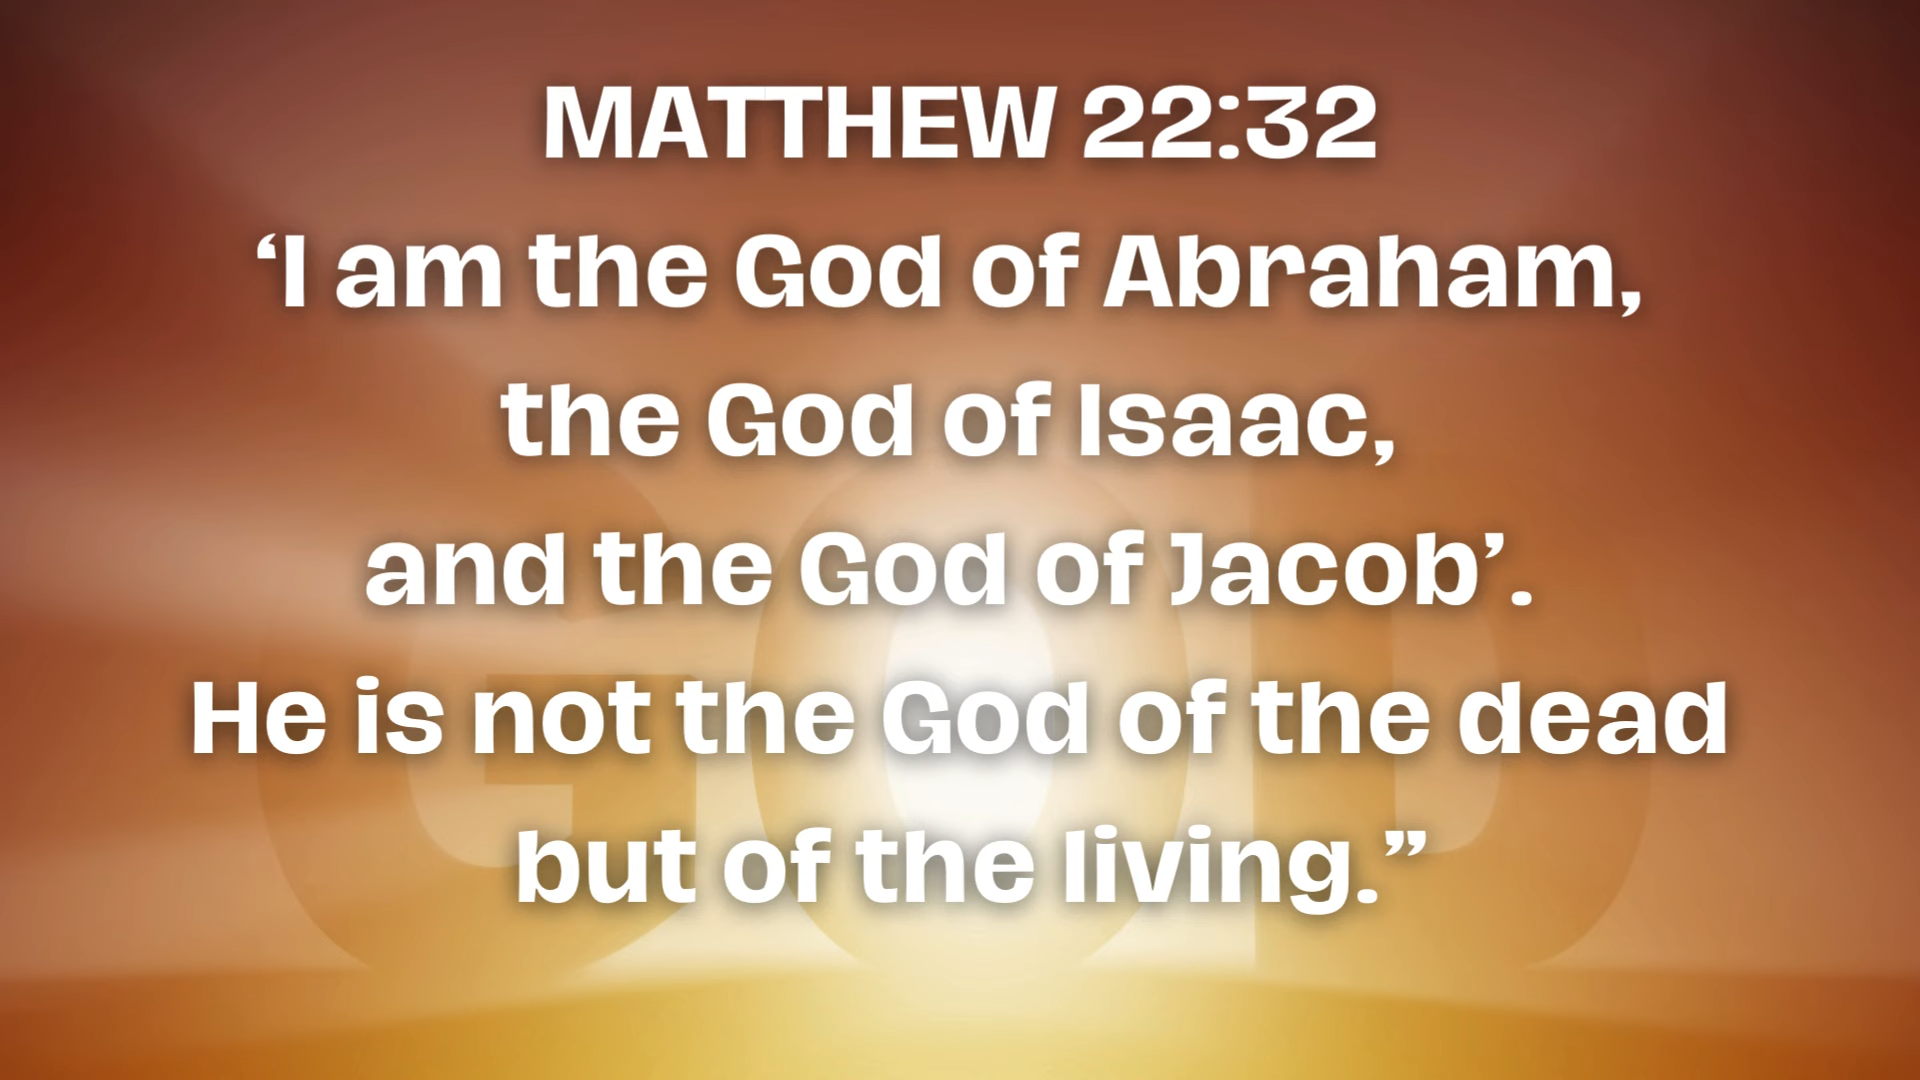 MATTHEW 22:32
‘I am the God of Abraham,
the God of Isaac,
and the God of Jacob’.
He is not the God of the dead
but of the living.”
GOD